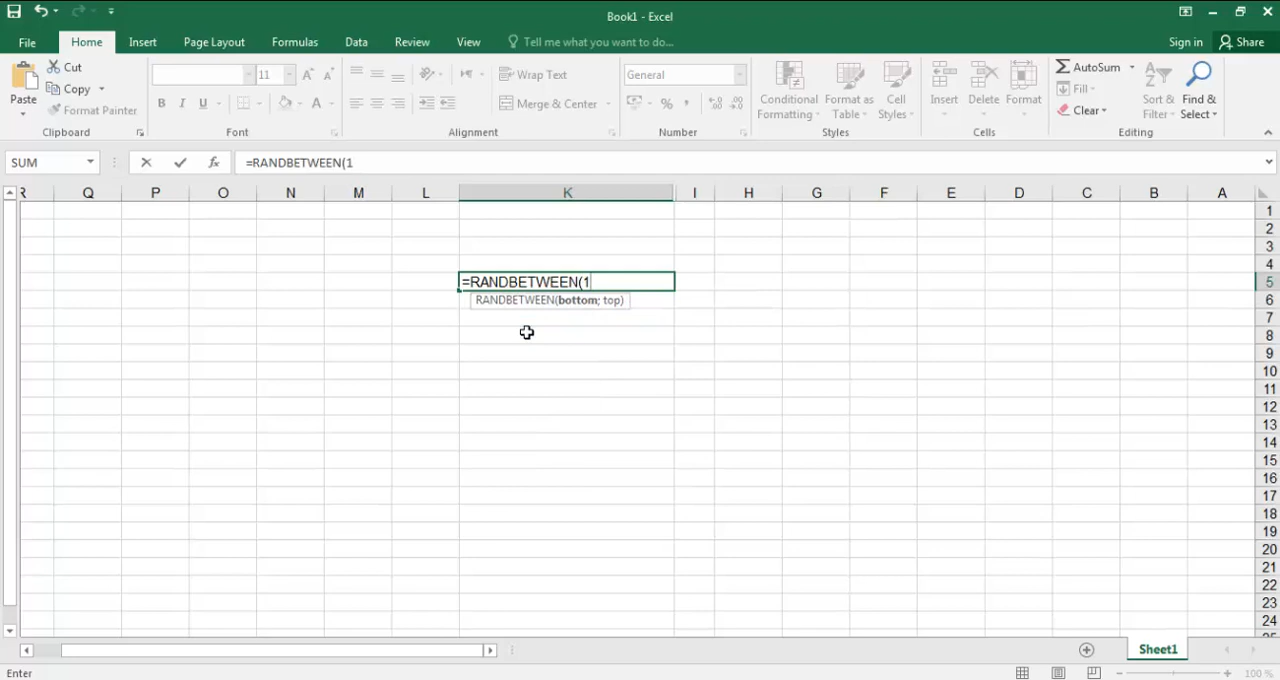 Book1 - Excel
File Home Insert Page Layout Formulas Data Review View Tell me what you want to do... Sign in Share
Paste
Cut
Copy
Format Painter
Clipboard
11
B I U
A
Font
Wrap Text
Merge & Center
Alignment
General
%
Number
Conditional Formatting
Format as Table
Cell Styles
Styles
Insert
Delete
Format
Cells
AutoSum
Fill
Clear
Sort & Filter
Find & Select
Editing
SUM fx =RANDBETWEEN(1
R Q P O N M L K I H G F E D C B A
1
2
3
4
=RANDBETWEEN(1 5
RANDBETWEEN(bottom; top) 6
7
8
9
10
11
12
13
14
15
16
17
18
19
20
21
22
23
24
25
Sheet1
Enter 100 %